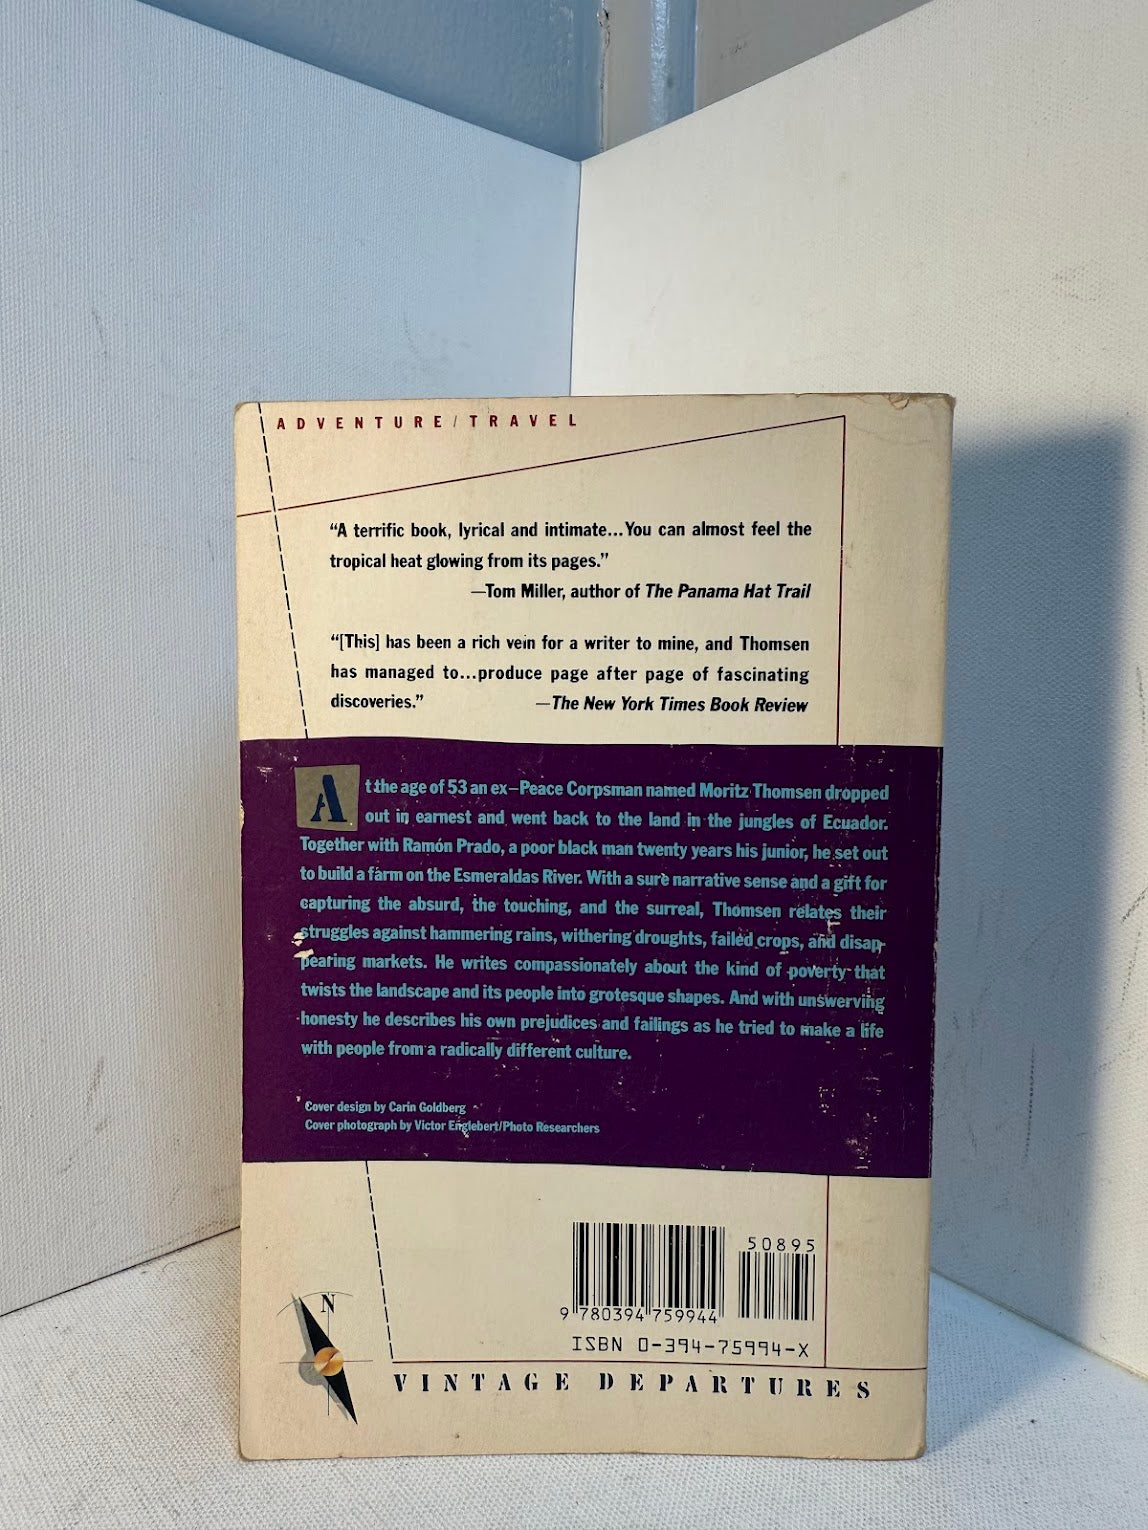 ADVENTURE/TRAVEL
“A terrific book, lyrical and intimate...You can almost feel the
tropical heat glowing from its pages.”
—Tom Miller, author of The Panama Hat Trail
“[This] has been a rich vein for a writer to mine, and Thomsen
has managed to...produce page after page of fascinating
discoveries.” —The New York Times Book Review
At the age of 53 an ex–Peace Corpsman named Moritz Thomsen dropped
out in earnest and went back to the land in the jungles of Ecuador.
Together with Ramón Prado, a poor black man twenty years his junior, he set out
to build a farm on the Esmeraldas River. With a sure narrative sense and a gift for
capturing the absurd, the touching, and the surreal, Thomsen relates their
struggles against hammering rains, withering droughts, failed crops, and disap-
pearing markets. He writes compassionately about the kind of poverty that
twists the landscape and its people into grotesque shapes. And with unswerving
honesty he describes his own prejudices and failings as he tried to make a life
with people from a radically different culture.
Cover design by Carin Goldberg
Cover photograph by Victor Englebert/Photo Researchers
50895
9 780394 759944
ISBN 0-394-75994-X
N
VINTAGE DEPARTURES